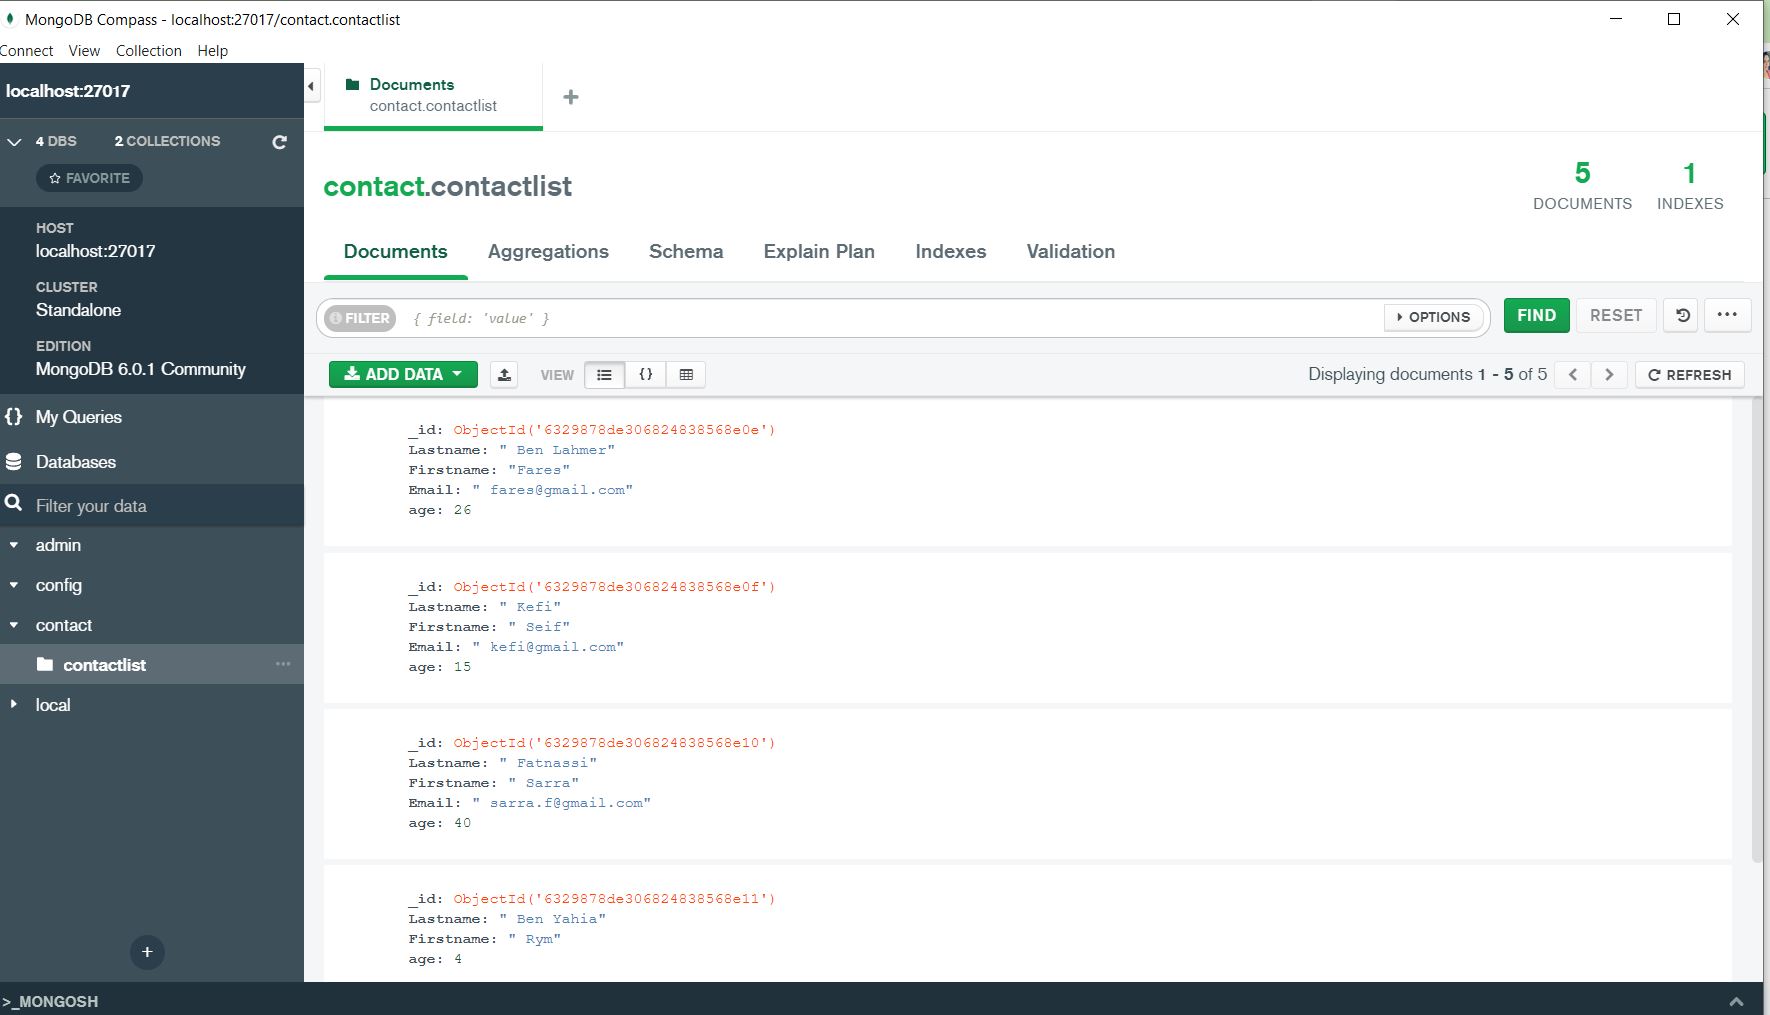 MongoDB Compass - localhost:27017/contact.contactlist
Connect View Collection Help
localhost:27017
4 DBS 2 COLLECTIONS
FAVORITE
HOST
localhost:27017
CLUSTER
Standalone
EDITION
MongoDB 6.0.1 Community
{} My Queries
Databases
Filter your data
admin
config
contact
contactlist ...
local
+
Documents
contact.contactlist
+
contact.contactlist
5
DOCUMENTS
1
INDEXES
Documents Aggregations Schema Explain Plan Indexes Validation
FILTER { field: 'value' } OPTIONS FIND RESET ...
ADD DATA VIEW {} Displaying documents 1 - 5 of 5 < > REFRESH
_id: ObjectId('6329878de306824838568e0e')
Lastname: " Ben Lahmer"
Firstname: "Fares"
Email: " fares@gmail.com"
age: 26
_id: ObjectId('6329878de306824838568e0f')
Lastname: " Kefi"
Firstname: " Seif"
Email: " kefi@gmail.com"
age: 15
_id: ObjectId('6329878de306824838568e10')
Lastname: " Fatnassi"
Firstname: " Sarra"
Email: " sarra.f@gmail.com"
age: 40
_id: ObjectId('6329878de306824838568e11')
Lastname: " Ben Yahia"
Firstname: " Rym"
age: 4
>_MONGOSH